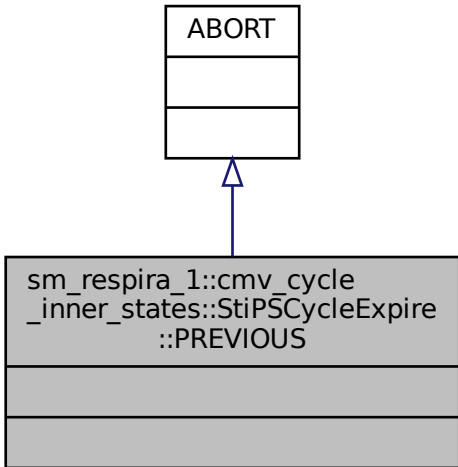 ABORT
sm_respira_1::cmv_cycle
_inner_states::StiPSCycleExpire
::PREVIOUS